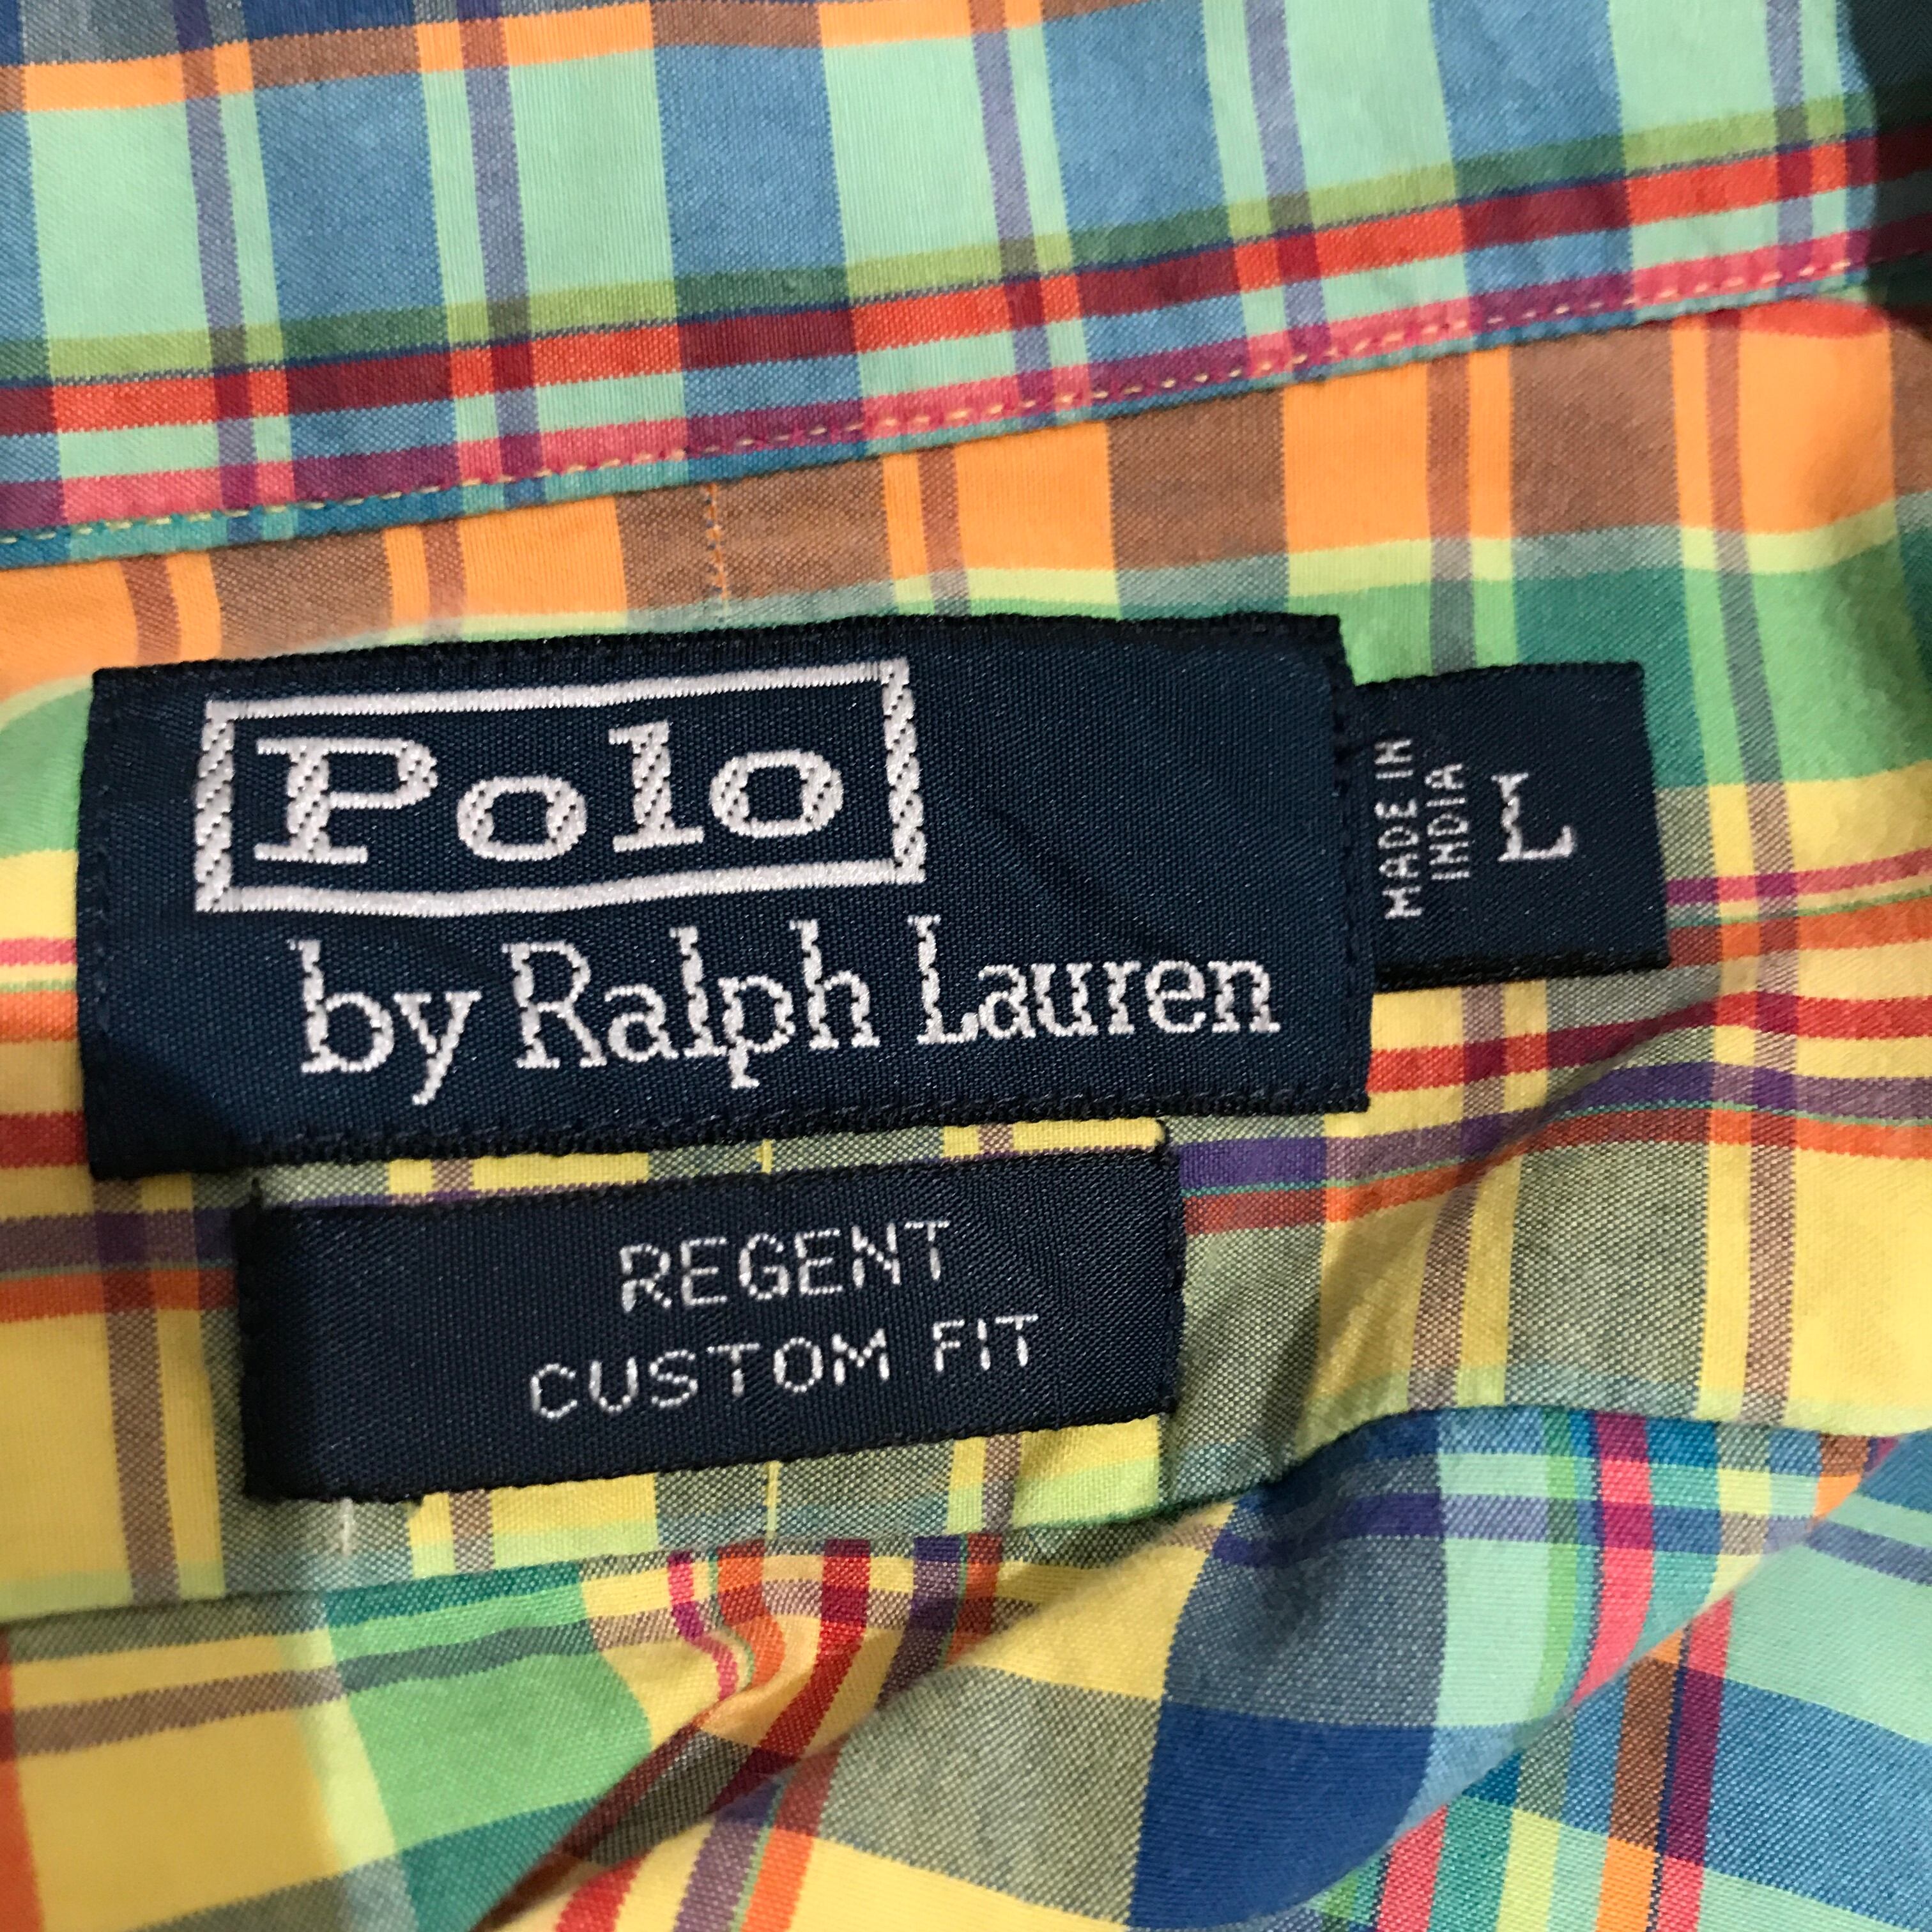 Polo
by Ralph Lauren
MADE IN
INDIA
L
REGENT
CUSTOM FIT